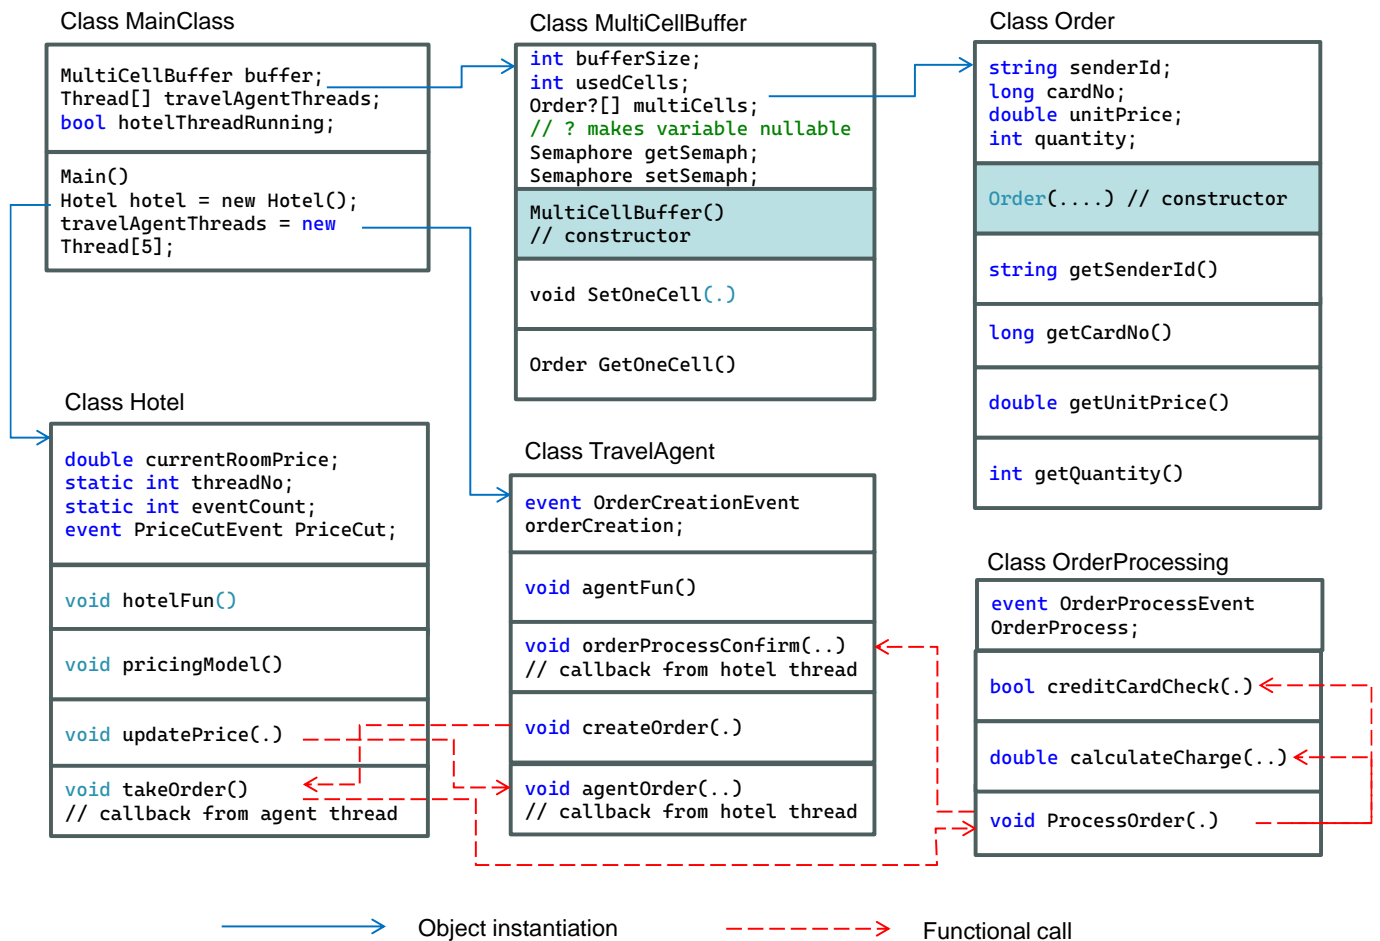 Class MainClass
MultiCellBuffer buffer;
Thread[] travelAgentThreads;
bool hotelThreadRunning;
Main()
Hotel hotel = new Hotel();
travelAgentThreads = new
Thread[5];
Class MultiCellBuffer
int bufferSize;
int usedCells;
Order?[] multiCells;
// ? makes variable nullable
Semaphore getSemaph;
Semaphore setSemaph;
MultiCellBuffer()
// constructor
void SetOneCell(.)
Order GetOneCell()
Class Order
string senderId;
long cardNo;
double unitPrice;
int quantity;
Order(....) // constructor
string getSenderId()
long getCardNo()
double getUnitPrice()
int getQuantity()
Class Hotel
double currentRoomPrice;
static int threadNo;
static int eventCount;
event PriceCutEvent PriceCut;
void hotelFun()
void pricingModel()
void updatePrice(.)
void takeOrder()
// callback from agent thread
Class TravelAgent
event OrderCreationEvent
orderCreation;
void agentFun()
void orderProcessConfirm(..)
// callback from hotel thread
void createOrder(.)
void agentOrder(..)
// callback from hotel thread
Class OrderProcessing
event OrderProcessEvent
OrderProcess;
bool creditCardCheck(.)
double calculateCharge(..)
void ProcessOrder(.)
Object instantiation
Functional call